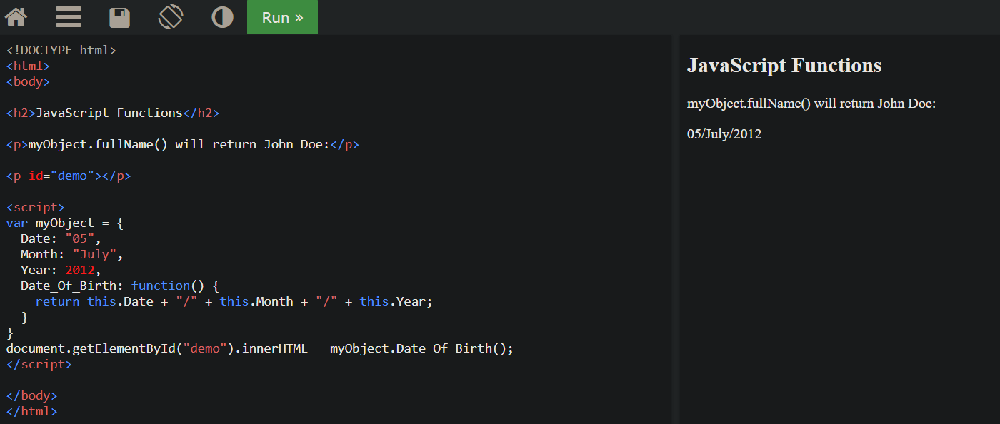 Run »
<!DOCTYPE html>
<html>
<body>
<h2>JavaScript Functions</h2>
<p>myObject.fullName() will return John Doe:</p>
<p id="demo"></p>
<script>
var myObject = {
  Date: "05",
  Month: "July",
  Year: 2012,
  Date_Of_Birth: function() {
    return this.Date + "/" + this.Month + "/" + this.Year;
  }
}
document.getElementById("demo").innerHTML = myObject.Date_Of_Birth();
</script>
</body>
</html>
JavaScript Functions
myObject.fullName() will return John Doe:
05/July/2012